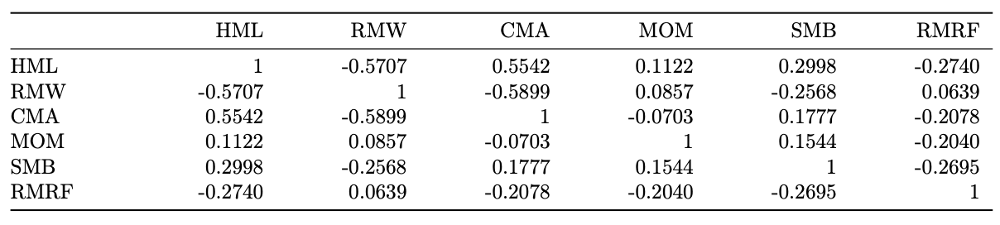 HML RMW CMA MOM SMB RMRF
HML 1 -0.5707 0.5542 0.1122 0.2998 -0.2740
RMW -0.5707 1 -0.5899 0.0857 -0.2568 0.0639
CMA 0.5542 -0.5899 1 -0.0703 0.1777 -0.2078
MOM 0.1122 0.0857 -0.0703 1 0.1544 -0.2040
SMB 0.2998 -0.2568 0.1777 0.1544 1 -0.2695
RMRF -0.2740 0.0639 -0.2078 -0.2040 -0.2695 1